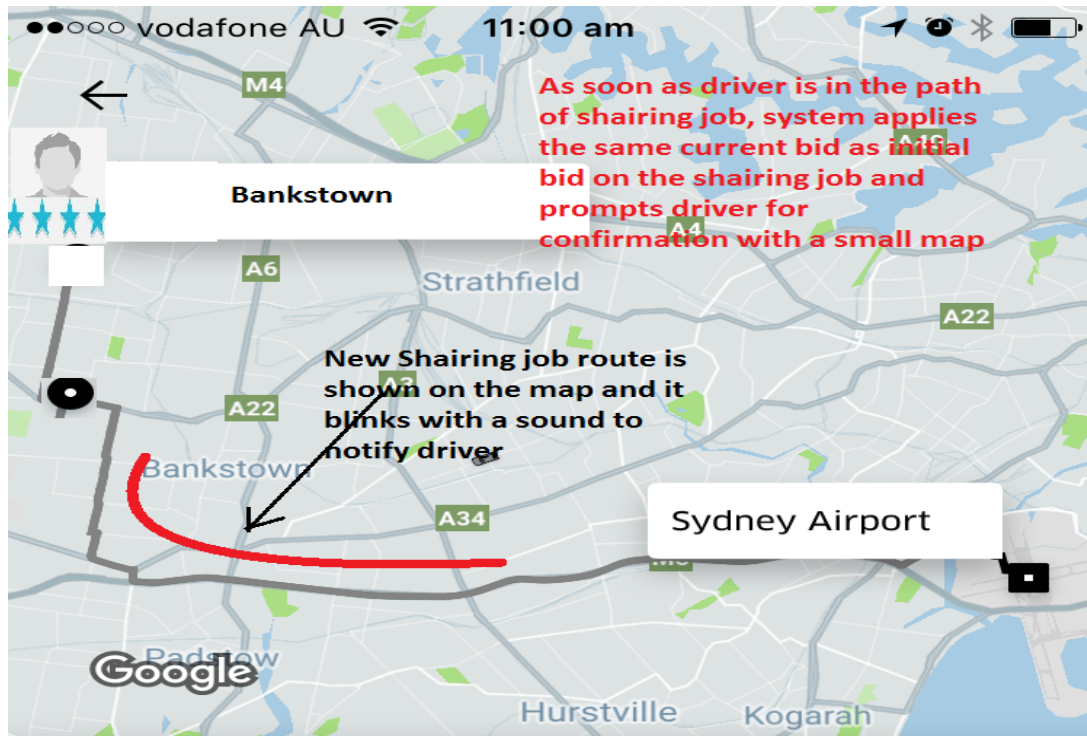 vodafone AU
11:00 am
M4
As soon as driver is in the path
of shairing job, system applies
the same current bid as initial
bid on the shairing job and
prompts driver for
confirmation with a small map
Bankstown
A4
A6
Strathfield
A22
New Shairing job route is
shown on the map and it
blinks with a sound to
notify driver
A3
A22
Bankstown
A34
Sydney Airport
Padstow
Google
Hurstville
Kogarah